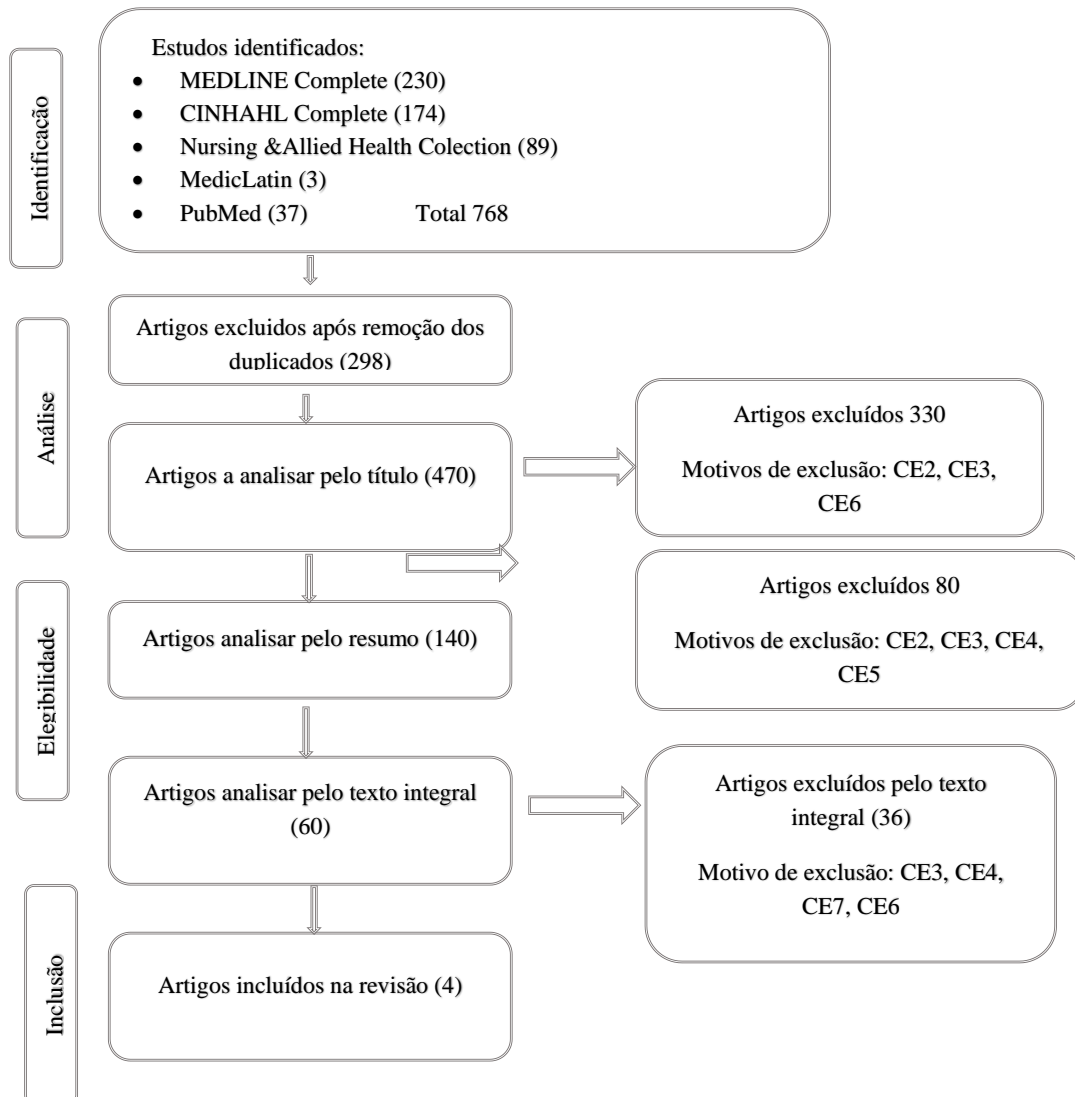 Identificação
Estudos identificados:
• MEDLINE Complete (230)
• CINHAHL Complete (174)
• Nursing &Allied Health Colection (89)
• MedicLatin (3)
• PubMed (37) Total 768
Análise
Artigos excluidos após remoção dos
duplicados (298)
Artigos a analisar pelo título (470)
Artigos excluídos 330
Motivos de exclusão: CE2, CE3,
CE6
Elegibilidade
Artigos analisar pelo resumo (140)
Artigos excluídos 80
Motivos de exclusão: CE2, CE3, CE4,
CE5
Artigos analisar pelo texto integral
(60)
Artigos excluídos pelo texto
integral (36)
Motivo de exclusão: CE3, CE4,
CE7, CE6
Inclusão
Artigos incluídos na revisão (4)